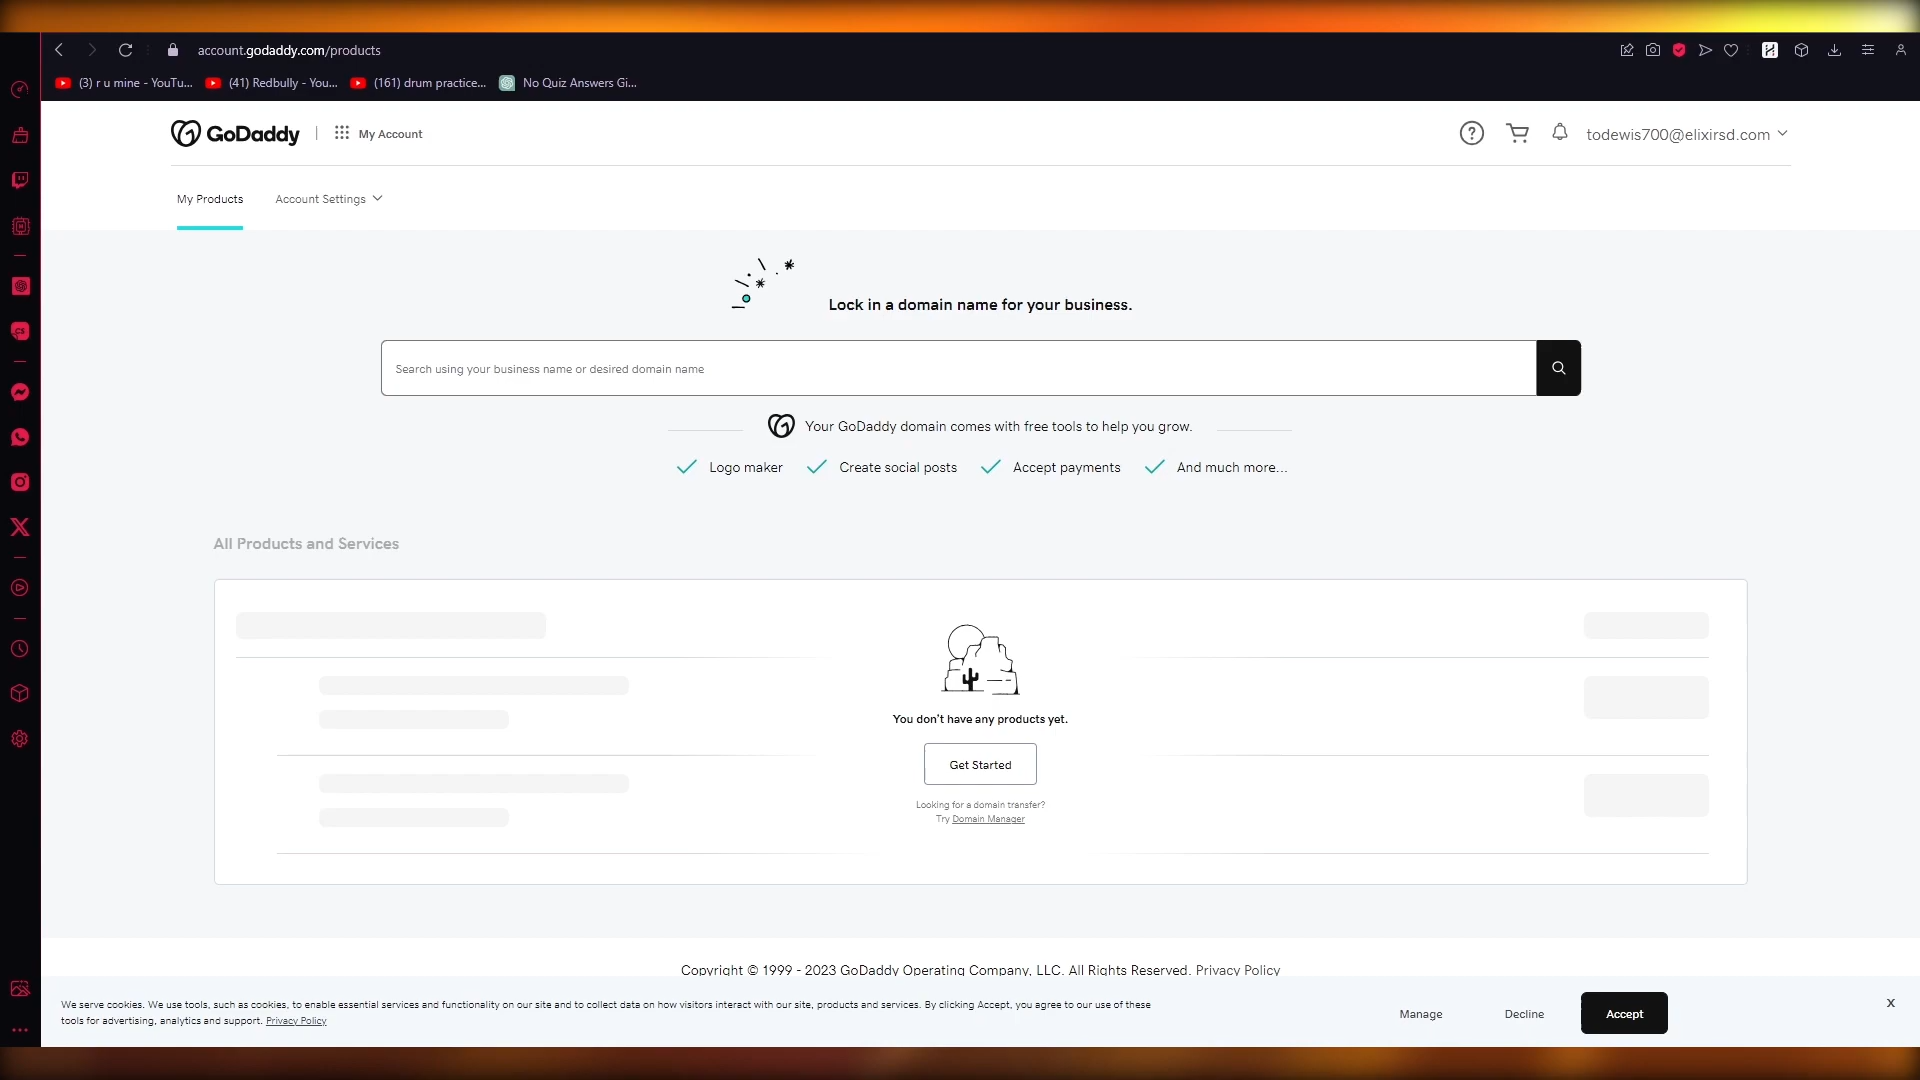 account.godaddy.com/products
(3) r u mine - YouTu...
(41) Redbully - You...
(161) drum practice...
No Quiz Answers Gi...
GoDaddy
My Account
todewis700@elixirsd.com
My Products
Account Settings
Lock in a domain name for your business.
Search using your business name or desired domain name
Your GoDaddy domain comes with free tools to help you grow.
Logo maker
Create social posts
Accept payments
And much more...
All Products and Services
You don't have any products yet.
Get Started
Looking for a domain transfer?
Try Domain Manager
Copyright © 1999 - 2023 GoDaddy Operating Company, LLC. All Rights Reserved. Privacy Policy
We serve cookies. We use tools, such as cookies, to enable essential services and functionality on our site and to collect data on how visitors interact with our site, products and services. By clicking Accept, you agree to our use of these
tools for advertising, analytics and support. Privacy Policy
Manage
Decline
Accept
X